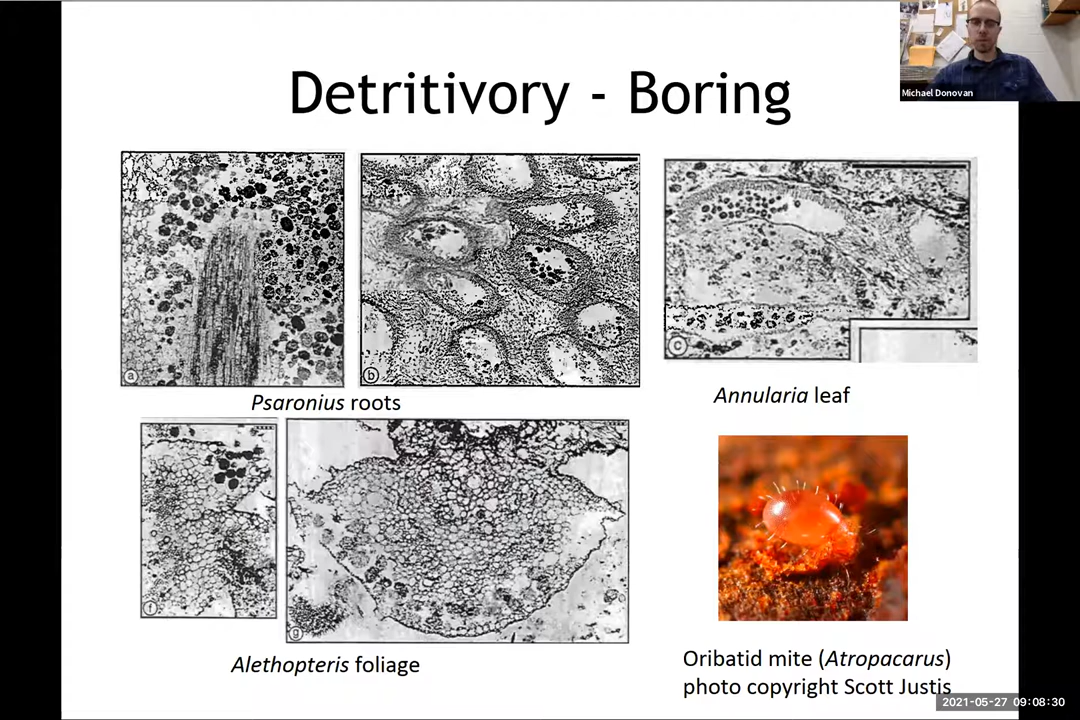 Michael Donovan
Detritivory - Boring
a
b
c
Psaronius roots
Annularia leaf
f
g
Alethopteris foliage
Oribatid mite (Atropacarus)
photo copyright Scott Justis
2021-05-27 09:08:30